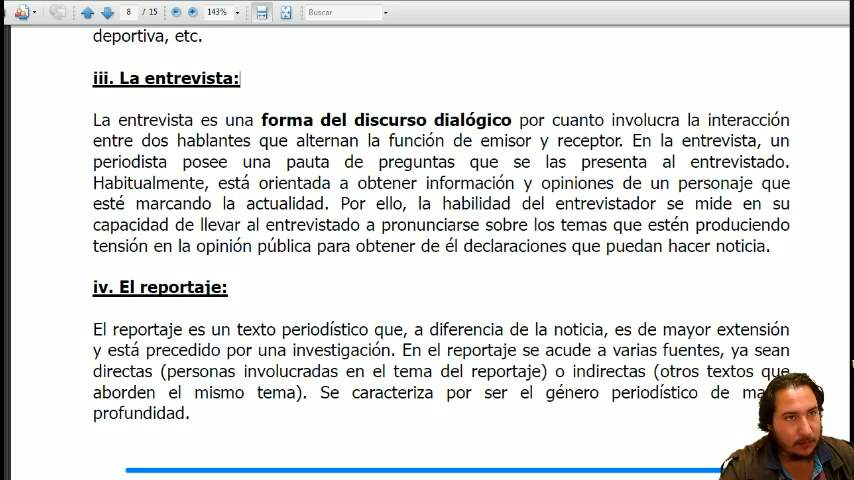 8 / 15 143% Buscar
deportiva, etc.
iii. La entrevista:
La entrevista es una forma del discurso dialógico por cuanto involucra la interacción
entre dos hablantes que alternan la función de emisor y receptor. En la entrevista, un
periodista posee una pauta de preguntas que se las presenta al entrevistado.
Habitualmente, está orientada a obtener información y opiniones de un personaje que
esté marcando la actualidad. Por ello, la habilidad del entrevistador se mide en su
capacidad de llevar al entrevistado a pronunciarse sobre los temas que estén produciendo
tensión en la opinión pública para obtener de él declaraciones que puedan hacer noticia.
iv. El reportaje:
El reportaje es un texto periodístico que, a diferencia de la noticia, es de mayor extensión
y está precedido por una investigación. En el reportaje se acude a varias fuentes, ya sean
directas (personas involucradas en el tema del reportaje) o indirectas (otros textos que
aborden el mismo tema). Se caracteriza por ser el género periodístico de
profundidad.